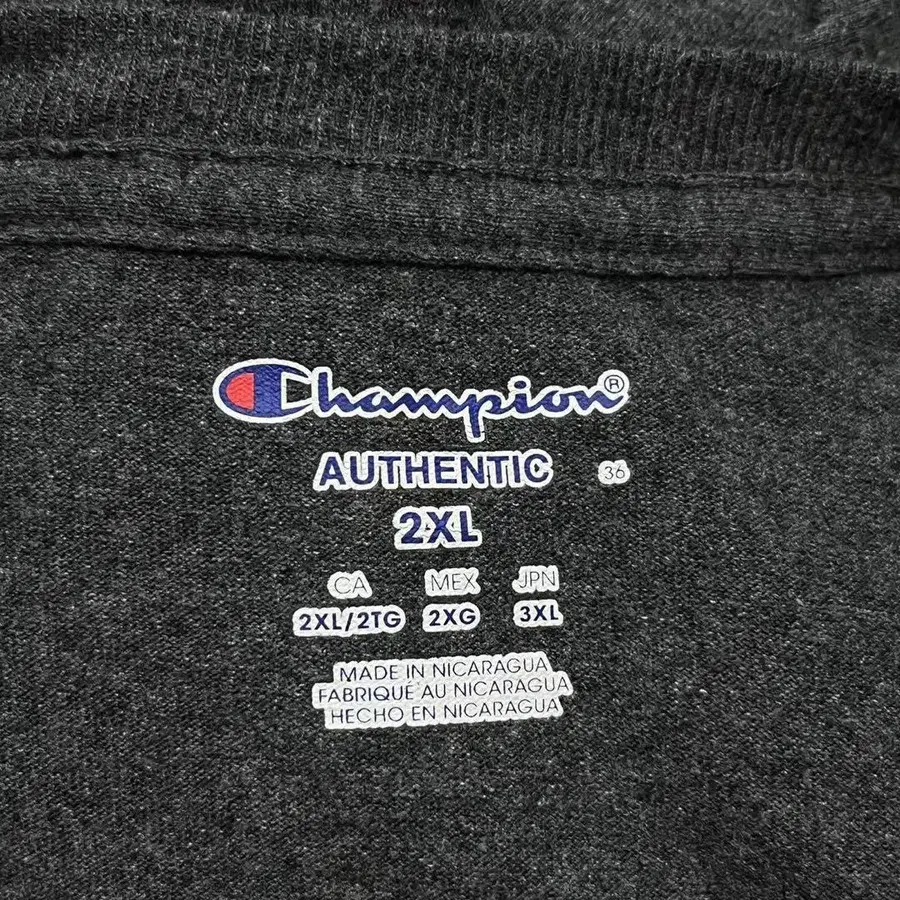 Champion®
AUTHENTIC 36
2XL
CA MEX JPN
2XL/2TG 2XG 3XL
MADE IN NICARAGUA
FABRIQUÉ AU NICARAGUA
HECHO EN NICARAGUA